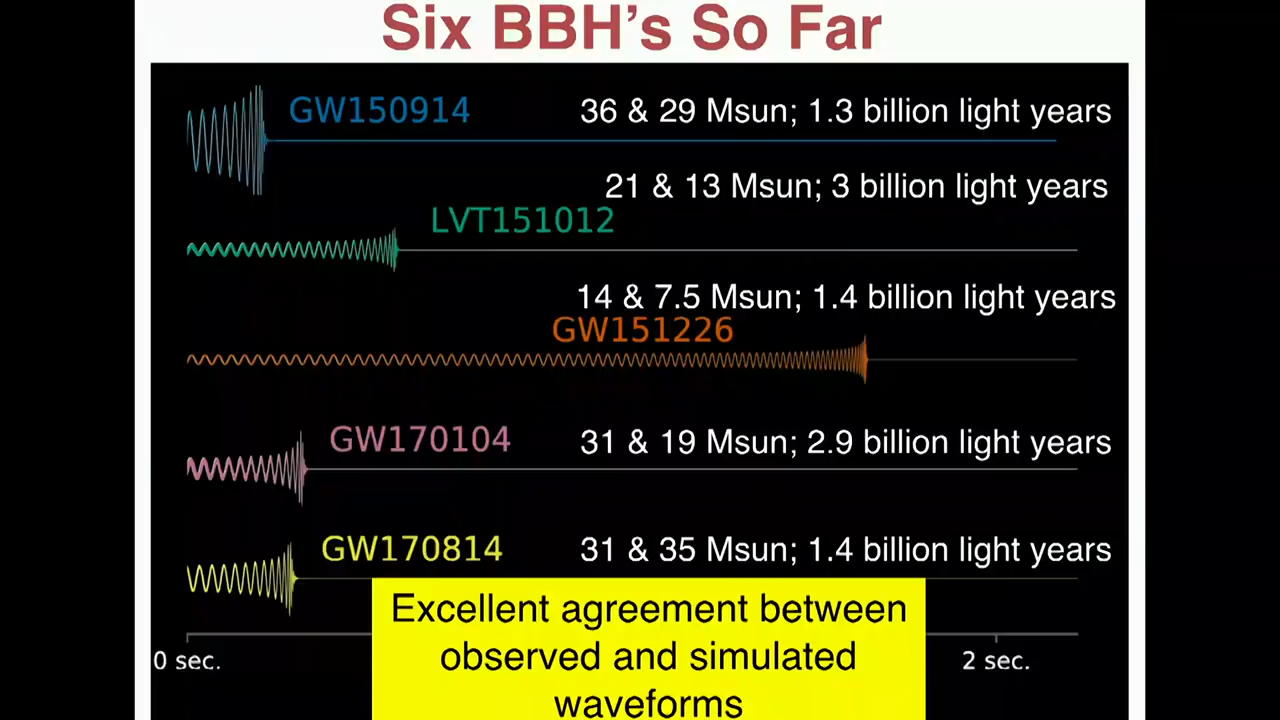 Six BBH's So Far
GW150914
36 & 29 Msun; 1.3 billion light years
21 & 13 Msun; 3 billion light years
LVT151012
14 & 7.5 Msun; 1.4 billion light years
GW151226
GW170104
31 & 19 Msun; 2.9 billion light years
GW170814
31 & 35 Msun; 1.4 billion light years
Excellent agreement between
observed and simulated
waveforms
0 sec.
2 sec.